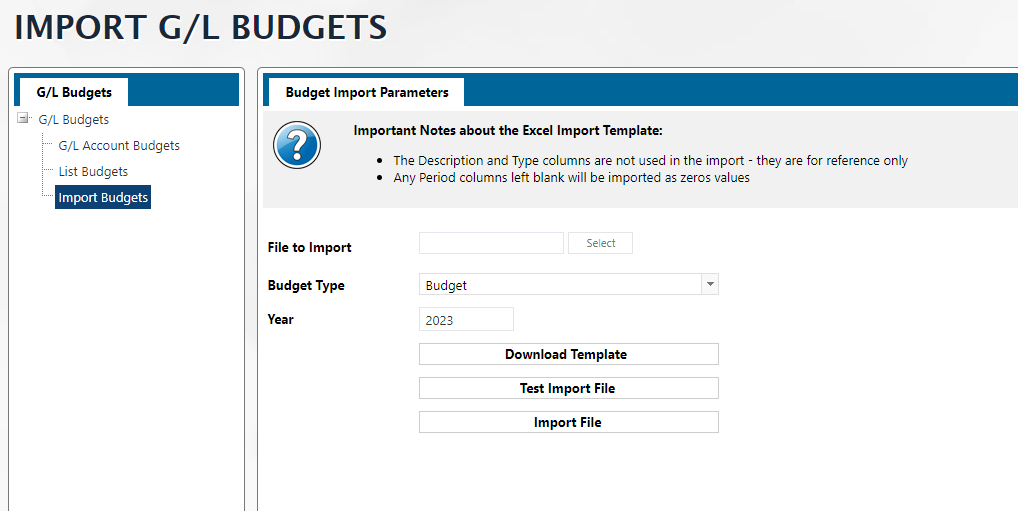 IMPORT G/L BUDGETS
G/L Budgets
G/L Budgets
G/L Account Budgets
List Budgets
Import Budgets
Budget Import Parameters
?
Important Notes about the Excel Import Template:
• The Description and Type columns are not used in the import - they are for reference only
• Any Period columns left blank will be imported as zeros values
File to Import
Select
Budget Type
Budget
Year
2023
Download Template
Test Import File
Import File